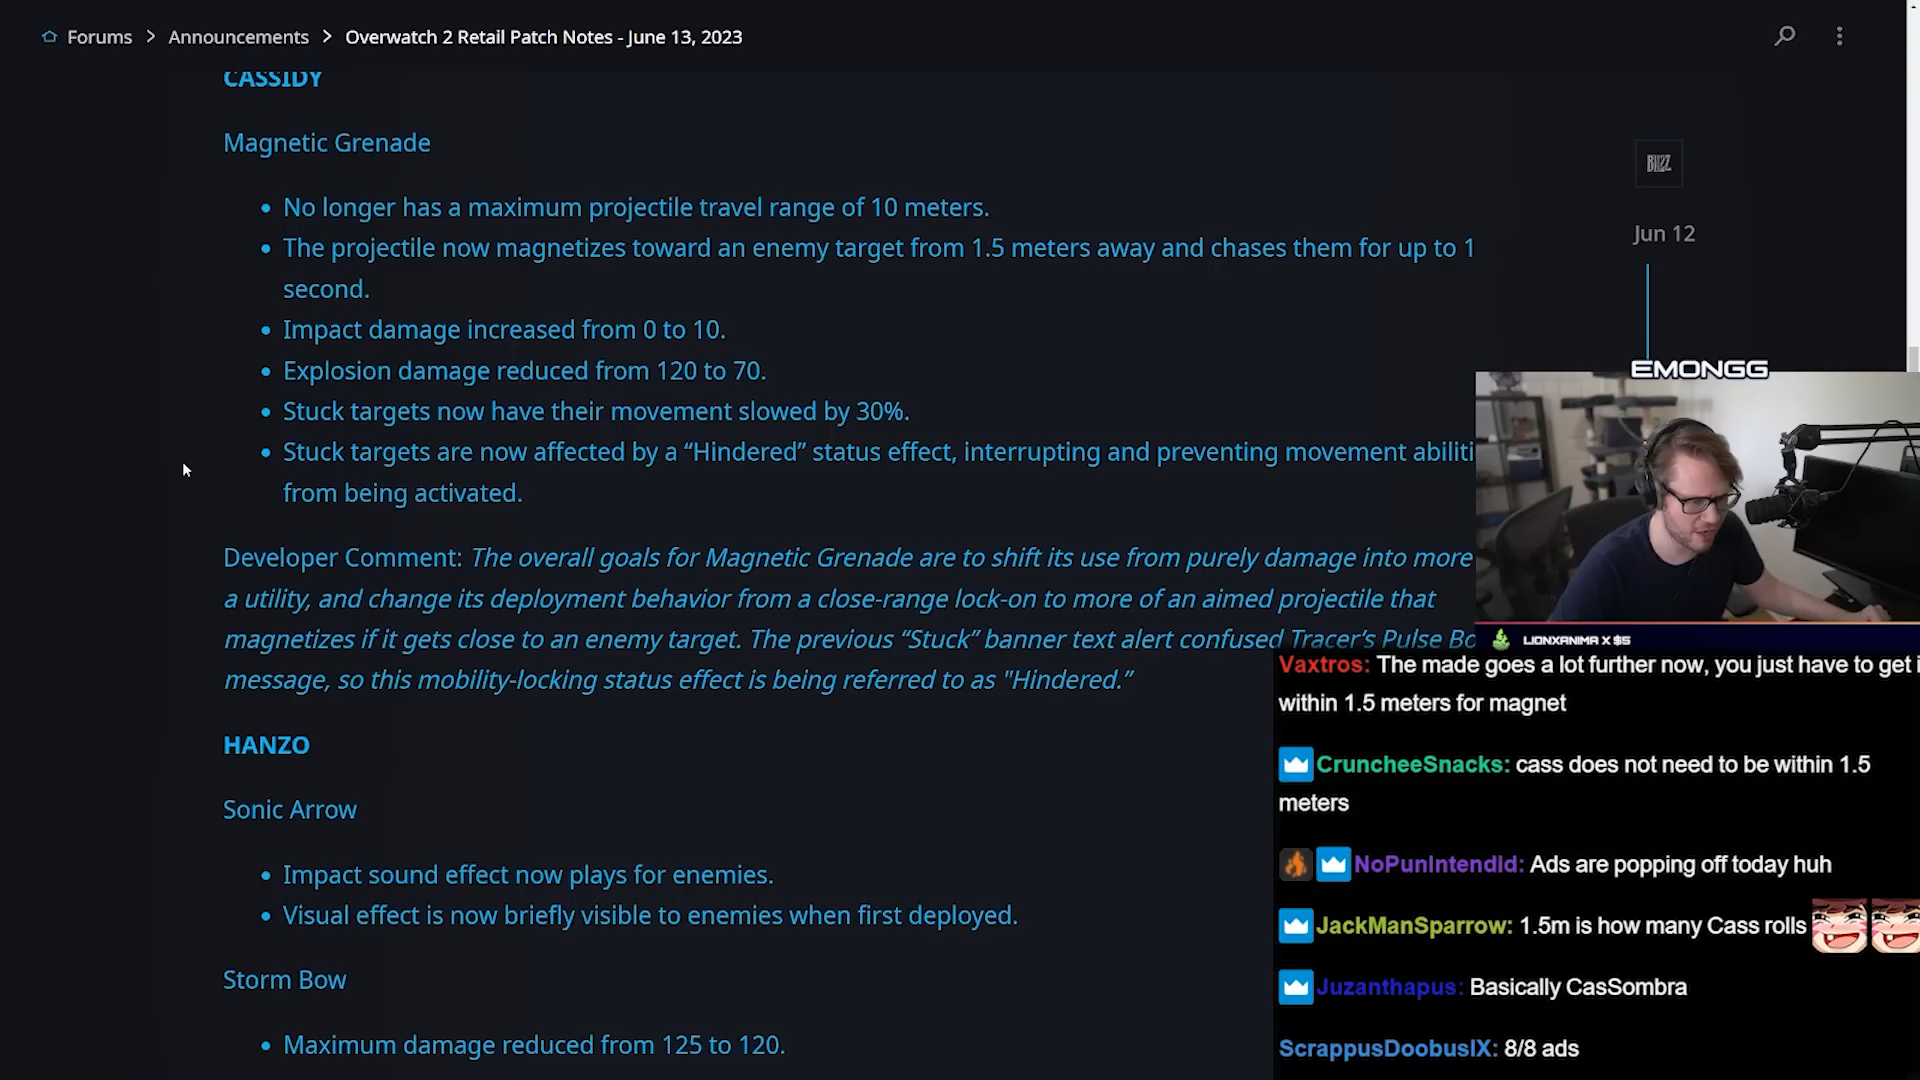 Forums > Announcements > Overwatch 2 Retail Patch Notes - June 13, 2023
CASSIDY
Magnetic Grenade
No longer has a maximum projectile travel range of 10 meters.
The projectile now magnetizes toward an enemy target from 1.5 meters away and chases them for up to 1
second.
Impact damage increased from 0 to 10.
Explosion damage reduced from 120 to 70.
Stuck targets now have their movement slowed by 30%.
Stuck targets are now affected by a “Hindered” status effect, interrupting and preventing movement abiliti
from being activated.
Developer Comment: The overall goals for Magnetic Grenade are to shift its use from purely damage into more
a utility, and change its deployment behavior from a close-range lock-on to more of an aimed projectile that
magnetizes if it gets close to an enemy target. The previous “Stuck” banner text alert confused Tracer’s Pulse Bo
message, so this mobility-locking status effect is being referred to as "Hindered.”
HANZO
Sonic Arrow
Impact sound effect now plays for enemies.
Visual effect is now briefly visible to enemies when first deployed.
Storm Bow
Maximum damage reduced from 125 to 120.
BLIZZ
Jun 12
EMONGG
LIONXANIMA X $5
Vaxtros: The made goes a lot further now, you just have to get i
within 1.5 meters for magnet
CruncheeSnacks: cass does not need to be within 1.5
meters
NoPunIntendid: Ads are popping off today huh
JackManSparrow: 1.5m is how many Cass rolls
Juzanthapus: Basically CasSombra
ScrappusDoobusIX: 8/8 ads